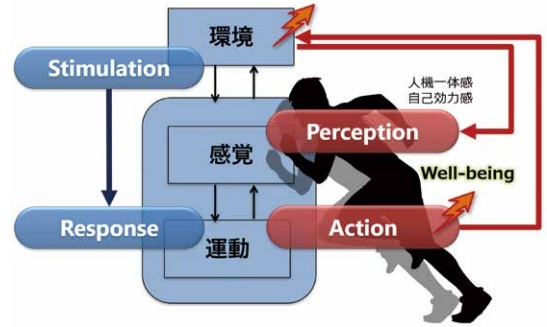 環境
Stimulation
人機一体感
自己効力感
Perception
感覚
Well-being
Response
Action
運動